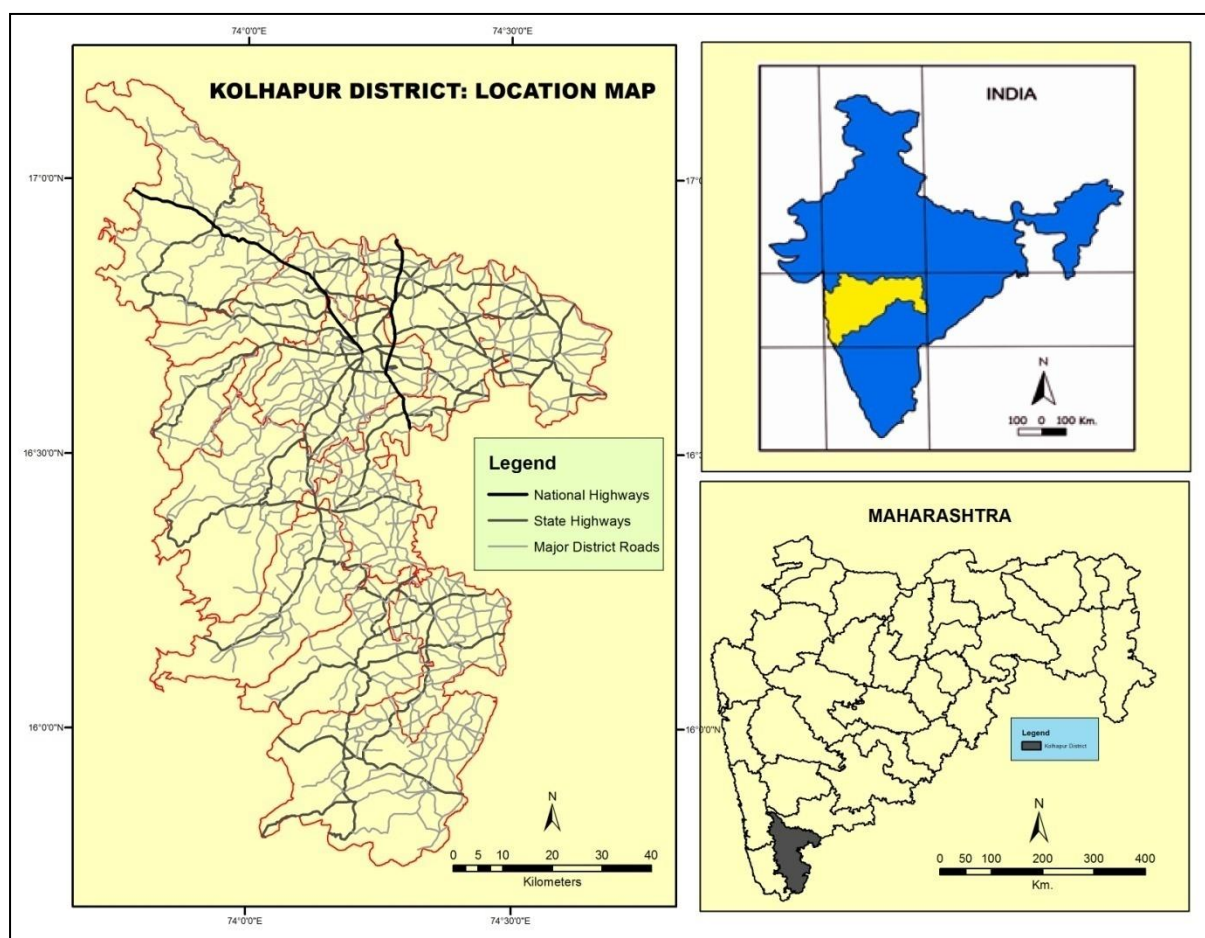 74°0'0"E
74°30'0"E
KOLHAPUR DISTRICT: LOCATION MAP
17°0'0"N
16°30'0"N
Legend
National Highways
State Highways
Major District Roads
16°0'0"N
N
0 5 10 20 30 40
Kilometers
74°0'0"E
74°30'0"E
INDIA
17°0
N
100 0 100 Km.
16°3
MAHARASHTRA
16°0'0"N
Legend
Kolhapur District
N
0 50 100 200 300 400
Km.